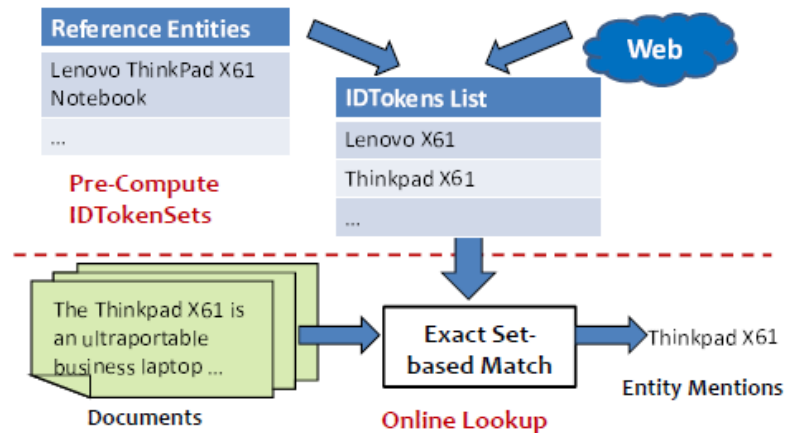 Reference Entities
Lenovo ThinkPad X61
Notebook
...
Web
IDTokens List
Lenovo X61
Thinkpad X61
...
Pre-Compute
IDTokenSets
The Thinkpad X61 is
an ultraportable
business laptop ...
Documents
Exact Set-
based Match
Online Lookup
Thinkpad X61
Entity Mentions